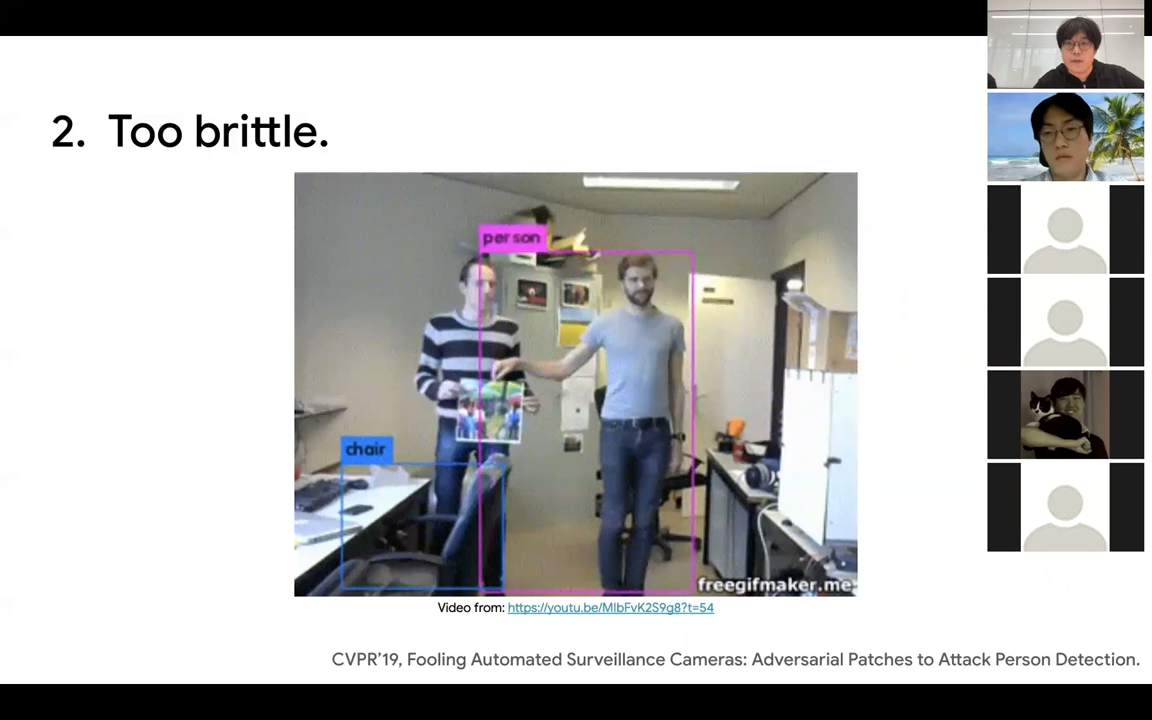 2. Too brittle.
person
chair
freegifmaker.me
Video from: https://youtu.be/MIbFvK2S9g8?t=54
CVPR’19, Fooling Automated Surveillance Cameras: Adversarial Patches to Attack Person Detection.